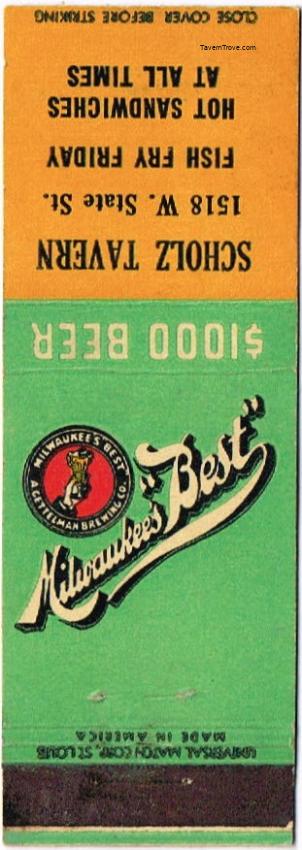 CLOSE COVER BEFORE STRIKING
TavernTrove.com
SCHOLZ TAVERN
1518 W. State St.
FISH FRY FRIDAY
HOT SANDWICHES
AT ALL TIMES
$1000 BEER
MILWAUKEE'S "BEST"
A. GETTELMAN BREWING CO.
Milwaukee's "Best"
MADE IN AMERICA
UNIVERSAL MATCH CORP., ST. LOUIS